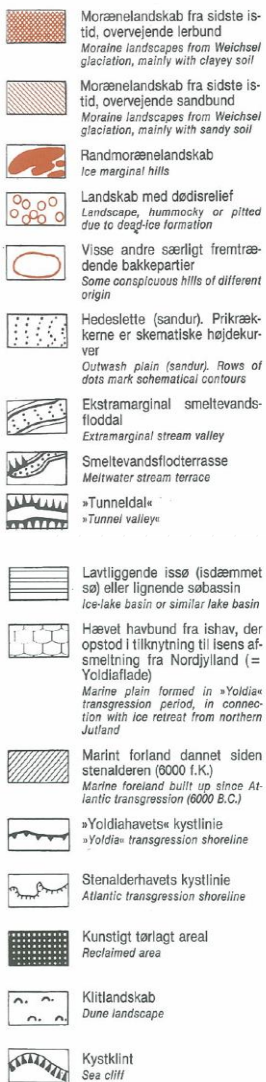 Morænelandskab fra sidste is-
tid, overvejende lerbund
Moraine landscapes from Weichsel
glaciation, mainly with clayey soil
Morænelandskab fra sidste is-
tid, overvejende sandbund
Moraine landscapes from Weichsel
glaciation, mainly with sandy soil
Randmorænelandskab
Ice marginal hills
Landskab med dødisrelief
Landscape, hummocky or pitted
due to dead-ice formation
Visse andre særligt fremtræ-
dende bakkepartier
Some conspicuous hills of different
origin
Hedeslette (sandur). Prikræk-
kerne er skematiske højdekur-
ver
Outwash plain (sandur). Rows of
dots mark schematical contours
Ekstramarginal smeltevands-
floddal
Extramarginal stream valley
Smeltevandsflodterrasse
Meltwater stream terrace
»Tunneldal«
»Tunnel valley«
Lavtliggende issø (isdæmmet
sø) eller lignende søbassin
Ice-lake basin or similar lake basin
Hævet havbund fra ishav, der
opstod i tilknytning til isens af-
smeltning fra Nordjylland (=
Yoldiaflade)
Marine plain formed in »Yoldia«
transgression period, in connec-
tion with ice retreat from northern
Jutland
Marint forland dannet siden
stenalderen (6000 f.K.)
Marine foreland built up since At-
lantic transgression (6000 B.C.)
»Yoldiahavets« kystlinie
»Yoldia« transgression shoreline
Stenalderhavets kystlinie
Atlantic transgression shoreline
Kunstigt tørlagt areal
Reclaimed area
Klitlandskab
Dune landscape
Kystklint
Sea cliff